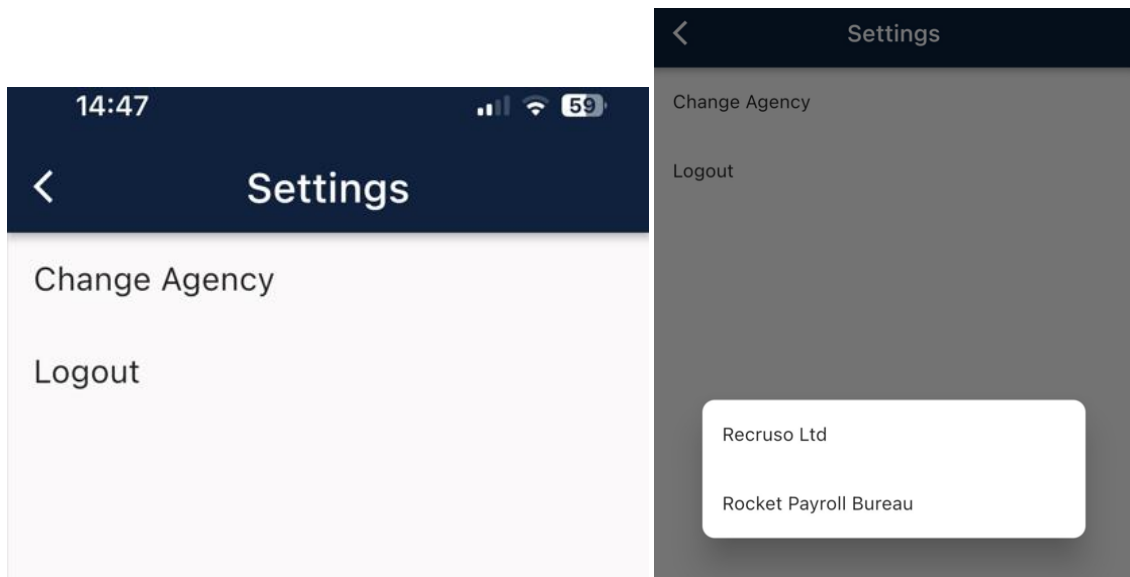 14:47
59
Settings
Change Agency
Logout
Settings
Change Agency
Logout
Recruso Ltd
Rocket Payroll Bureau